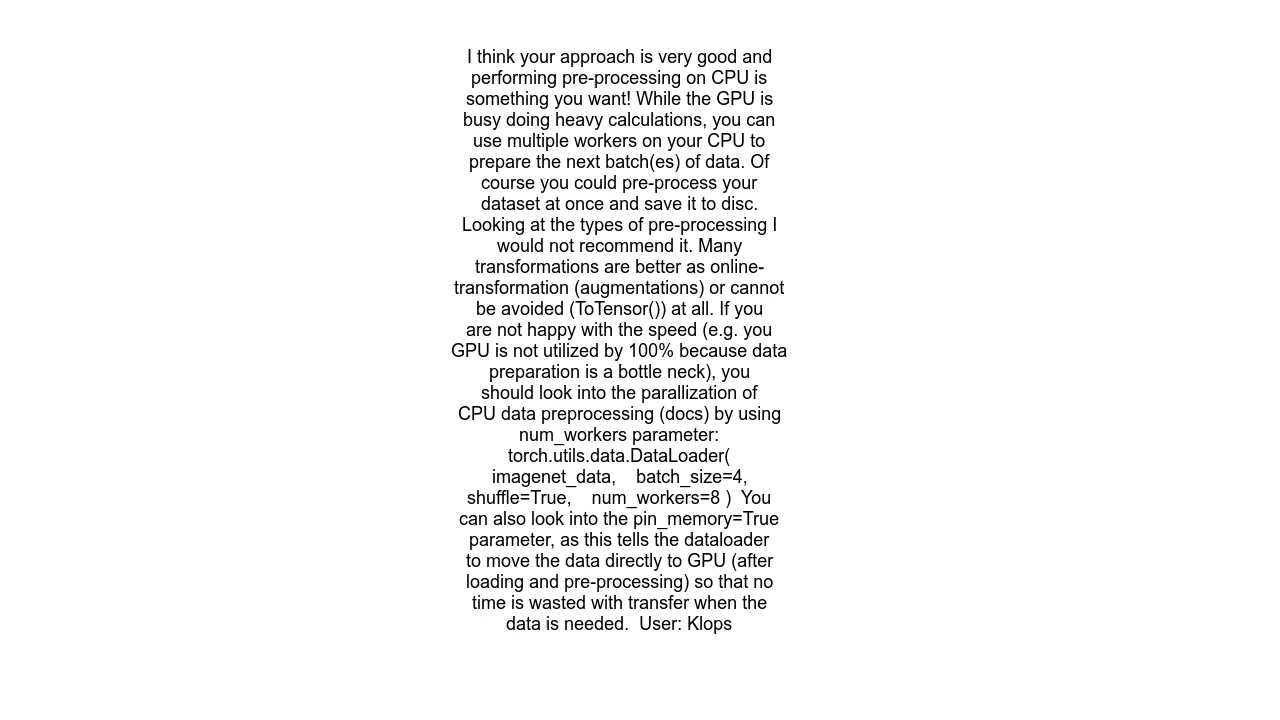 I think your approach is very good and
performing pre-processing on CPU is
something you want! While the GPU is
busy doing heavy calculations, you can
use multiple workers on your CPU to
prepare the next batch(es) of data. Of
course you could pre-process your
dataset at once and save it to disc.
Looking at the types of pre-processing I
would not recommend it. Many
transformations are better as online-
transformation (augmentations) or cannot
be avoided (ToTensor()) at all. If you
are not happy with the speed (e.g. you
GPU is not utilized by 100% because data
preparation is a bottle neck), you
should look into the parallization of
CPU data preprocessing (docs) by using
num_workers parameter:
torch.utils.data.DataLoader(
imagenet_data,    batch_size=4,
shuffle=True,    num_workers=8 )  You
can also look into the pin_memory=True
parameter, as this tells the dataloader
to move the data directly to GPU (after
loading and pre-processing) so that no
time is wasted with transfer when the
data is needed.  User: Klops